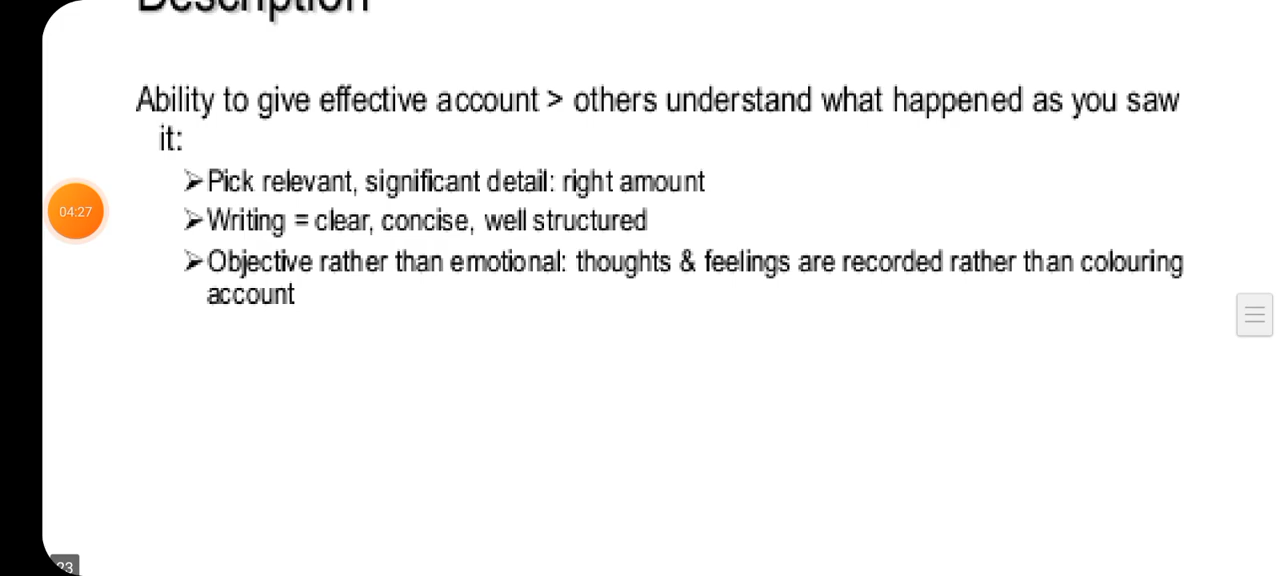 Description
Ability to give effective account > others understand what happened as you saw
it:
➢Pick relevant, significant detail: right amount
➢Writing = clear, concise, well structured
04:27
➢Objective rather than emotional: thoughts & feelings are recorded rather than colouring
account
23